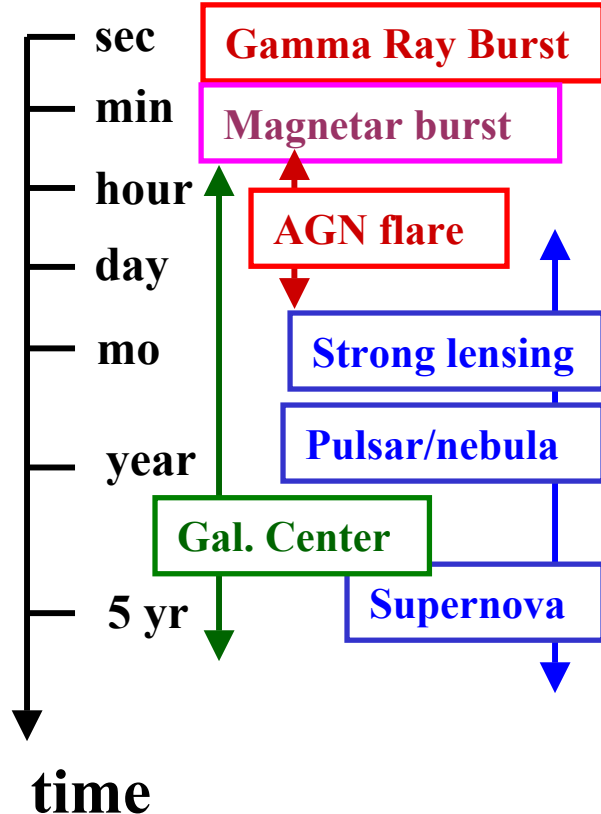 sec
Gamma Ray Burst
min
Magnetar burst
hour
AGN flare
day
mo
Strong lensing
year
Pulsar/nebula
Gal. Center
5 yr
Supernova
time